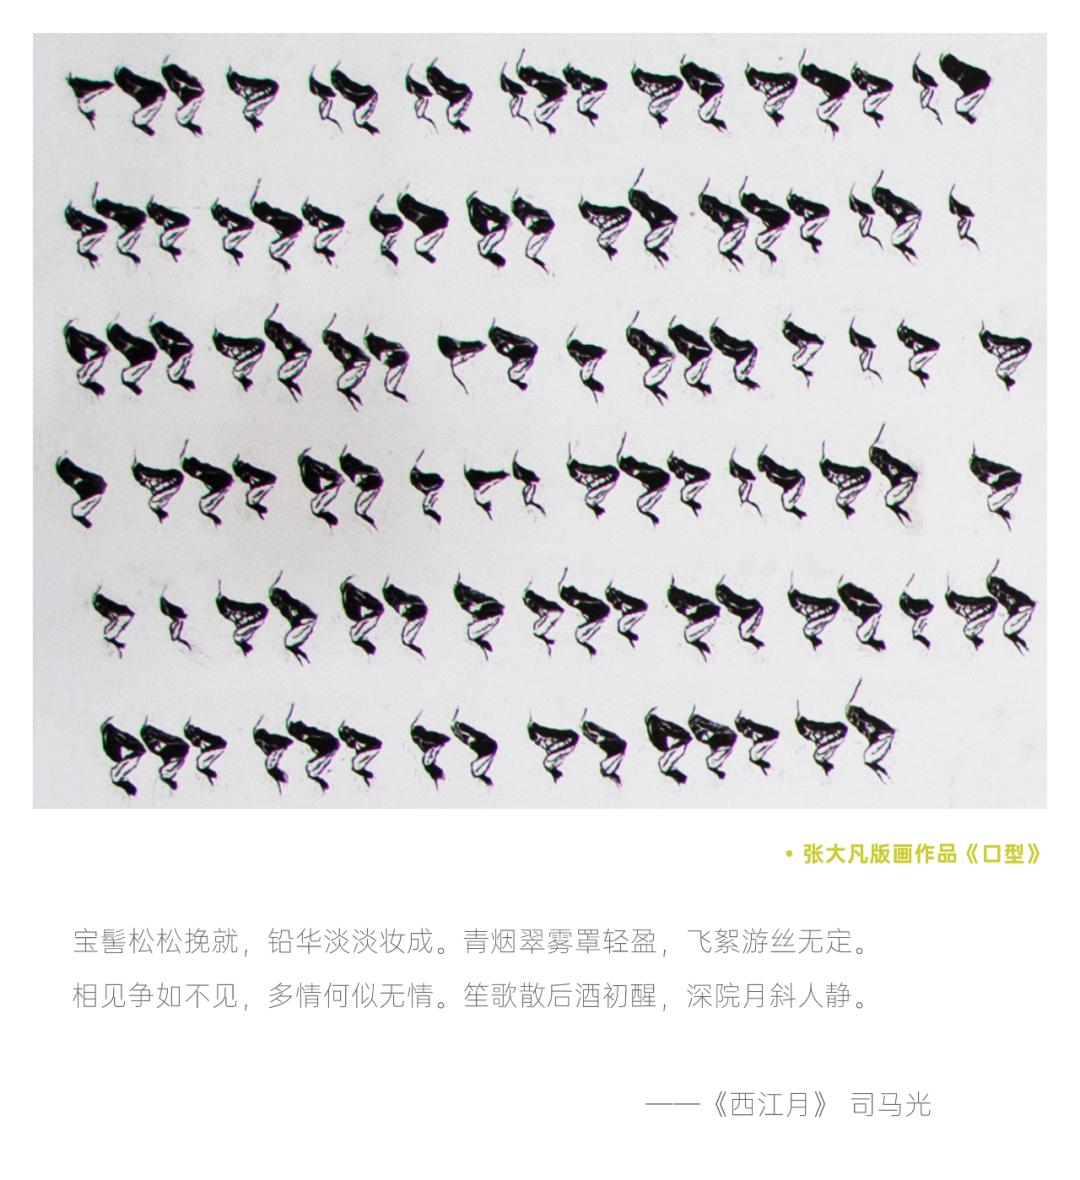 • 张大凡版画作品《口型》
宝髻松松挽就，铅华淡淡妆成。青烟翠雾罩轻盈，飞絮游丝无定。
相见争如不见，多情何似无情。笙歌散后酒初醒，深院月斜人静。
——《西江月》 司马光